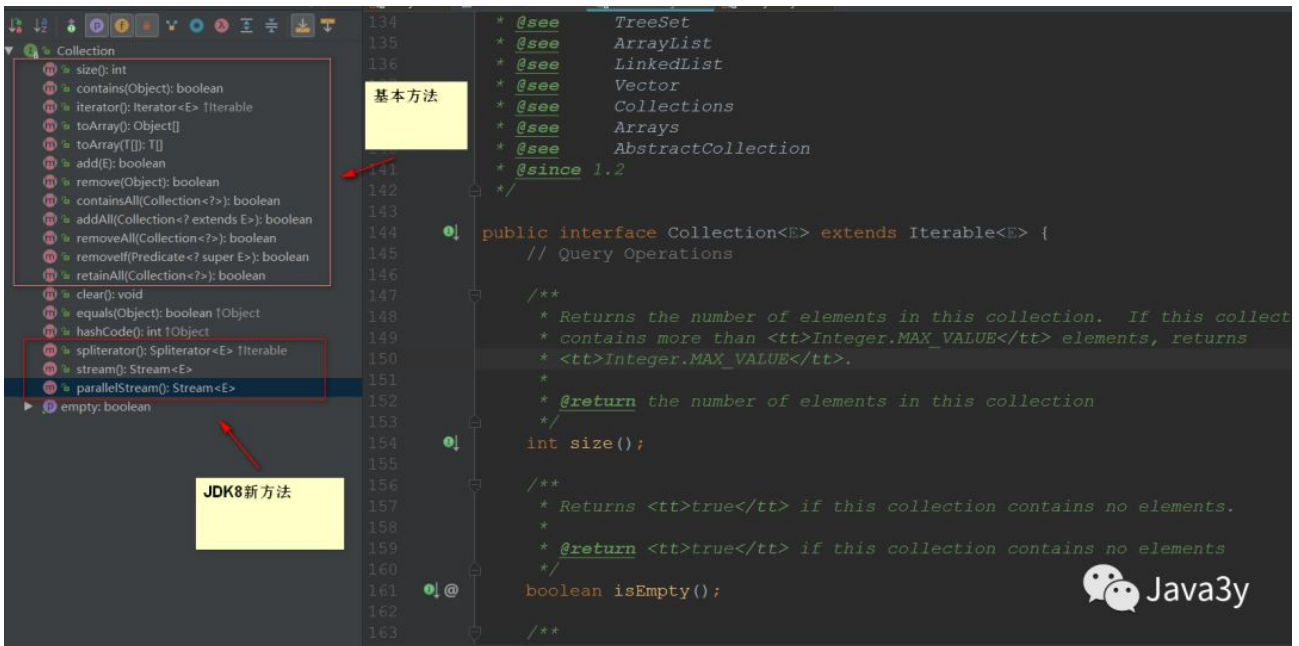 Collection
size(): int
contains(Object): boolean
iterator(): Iterator<E> ↑Iterable
toArray(): Object[]
toArray(T[]): T[]
add(E): boolean
remove(Object): boolean
containsAll(Collection<?>): boolean
addAll(Collection<? extends E>): boolean
removeAll(Collection<?>): boolean
removeIf(Predicate<? super E>): boolean
retainAll(Collection<?>): boolean
clear(): void
equals(Object): boolean ↑Object
hashCode(): int ↑Object
spliterator(): Spliterator<E> ↑Iterable
stream(): Stream<E>
parallelStream(): Stream<E>
empty: boolean
基本方法
JDK8新方法
134 * @see TreeSet
135 * @see ArrayList
136 * @see LinkedList
* @see Vector
* @see Collections
* @see Arrays
* @see AbstractCollection
141 * @since 1.2
142 */
143
144 public interface Collection<E> extends Iterable<E> {
145 // Query Operations
146
147 /**
148 * Returns the number of elements in this collection. If this collect
149 * contains more than <tt>Integer.MAX_VALUE</tt> elements, returns
150 * <tt>Integer.MAX_VALUE</tt>.
151 *
152 * @return the number of elements in this collection
153 */
154 int size();
155
156 /**
157 * Returns <tt>true</tt> if this collection contains no elements.
158 *
159 * @return <tt>true</tt> if this collection contains no elements
160 */
161 @ boolean isEmpty();
162
163 /**
Java3y